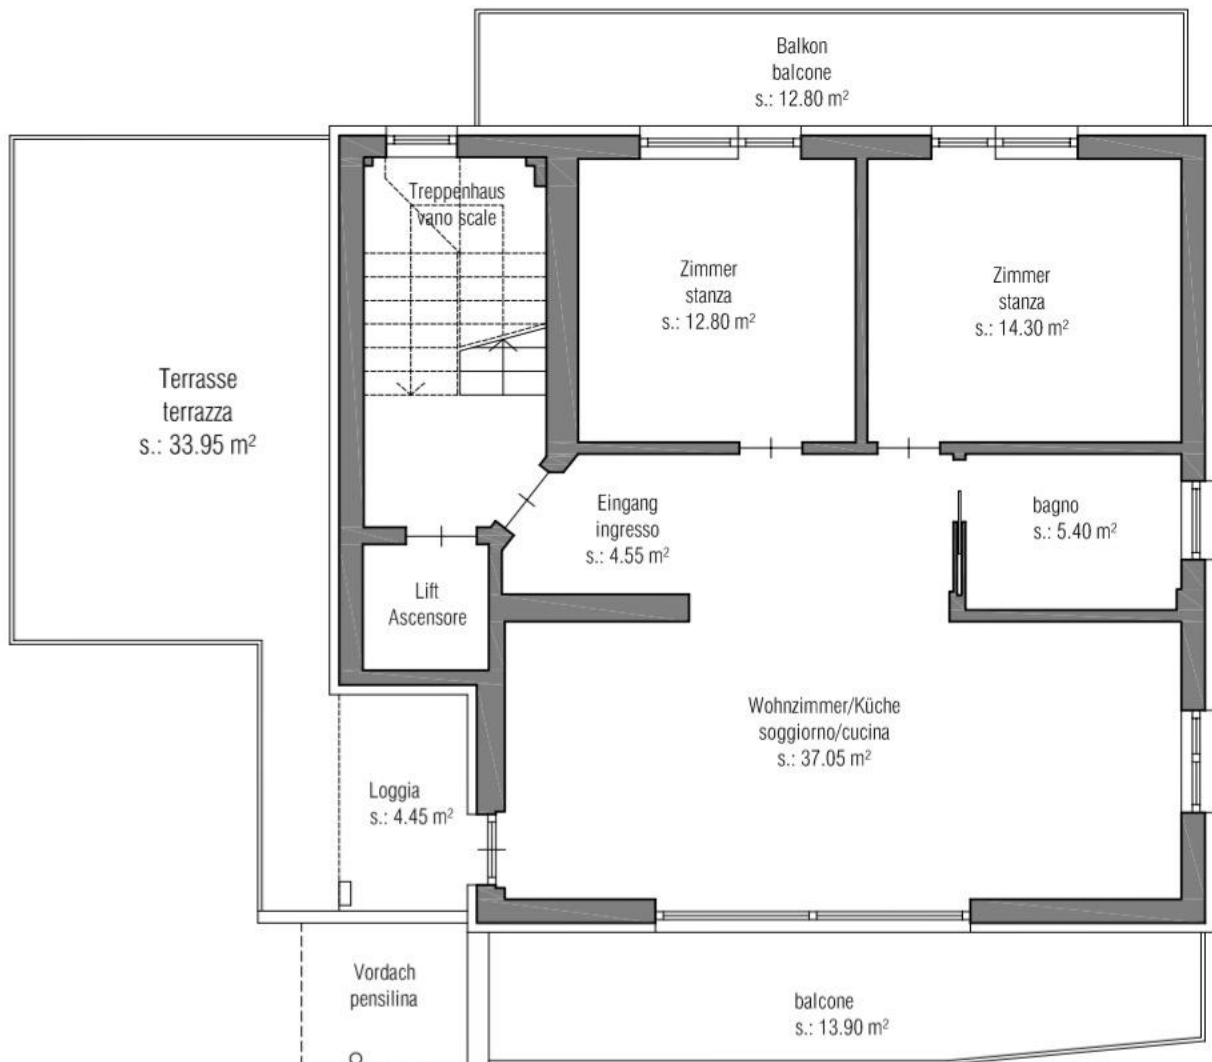 Balkon
balcone
s.: 12.80 m²
Treppenhaus
vano scale
Zimmer
stanza
s.: 12.80 m²
Zimmer
stanza
s.: 14.30 m²
Terrasse
terrazza
s.: 33.95 m²
Eingang
ingresso
s.: 4.55 m²
bagno
s.: 5.40 m²
Lift
Ascensore
Wohnzimmer/Küche
soggiorno/cucina
s.: 37.05 m²
Loggia
s.: 4.45 m²
Vordach
pensilina
balcone
s.: 13.90 m²